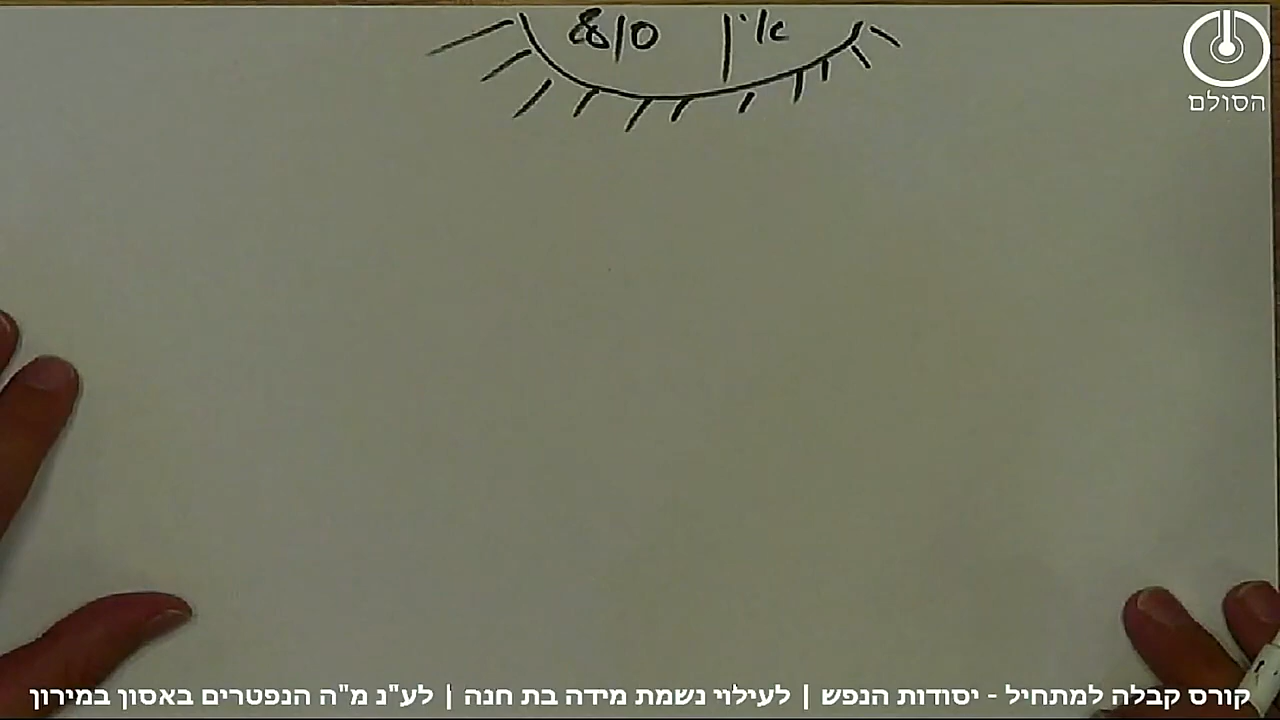 אין סוף
הסולם
קורס קבלה למתחיל - יסודות הנפש | לעילוי נשמת מידה בת חנה | לע"נ מ"ה הנפטרים באסון במירון